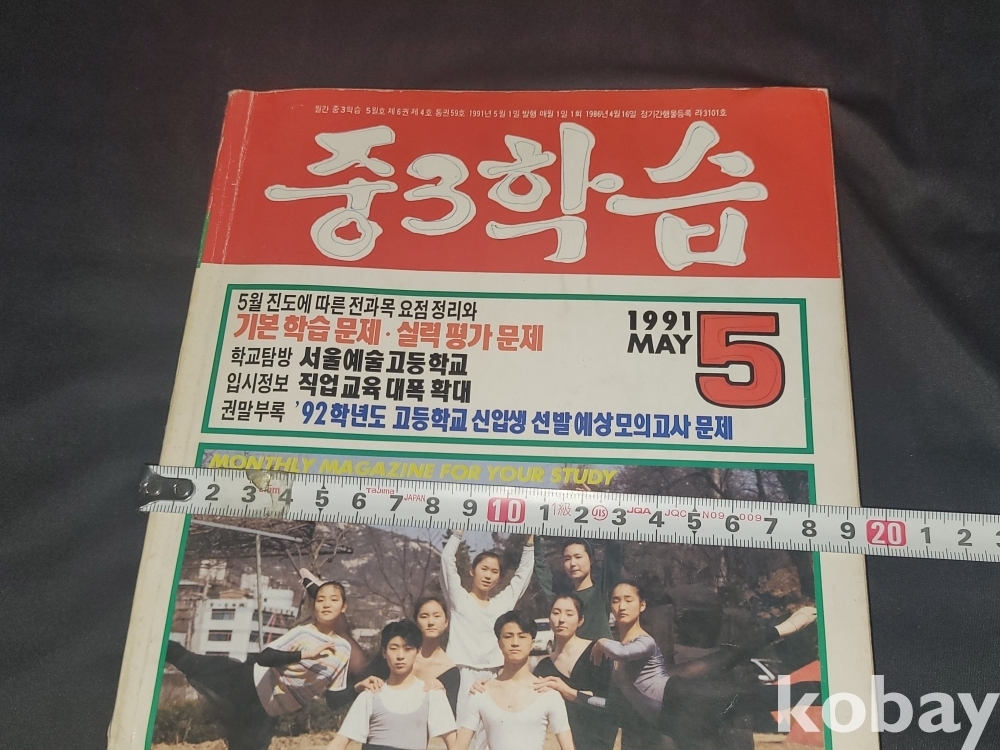 월간 중3학습 5월호 제6권 제4호 통권59호 1991년 5월 1일 발행 매월 1일 1회 1986년 4월 16일 정기간행물등록 라3101호
중3학습
5월 진도에 따른 전과목 요점 정리와
기본 학습 문제·실력 평가 문제
학교탐방 서울예술고등학교
입시정보 직업 교육 대폭 확대
권말부록 '92학년도 고등학교 신입생 선발 예상모의고사 문제
1991
MAY
5
MONTHLY MAGAZINE FOR YOUR STUDY
1 2 3 4 5 6 7 8 9 10 1 2 3 4 5 6 7 8 9 20 1 2 3
Tajima JAPAN 1級 JIS JQA JQC N09 009
kobay